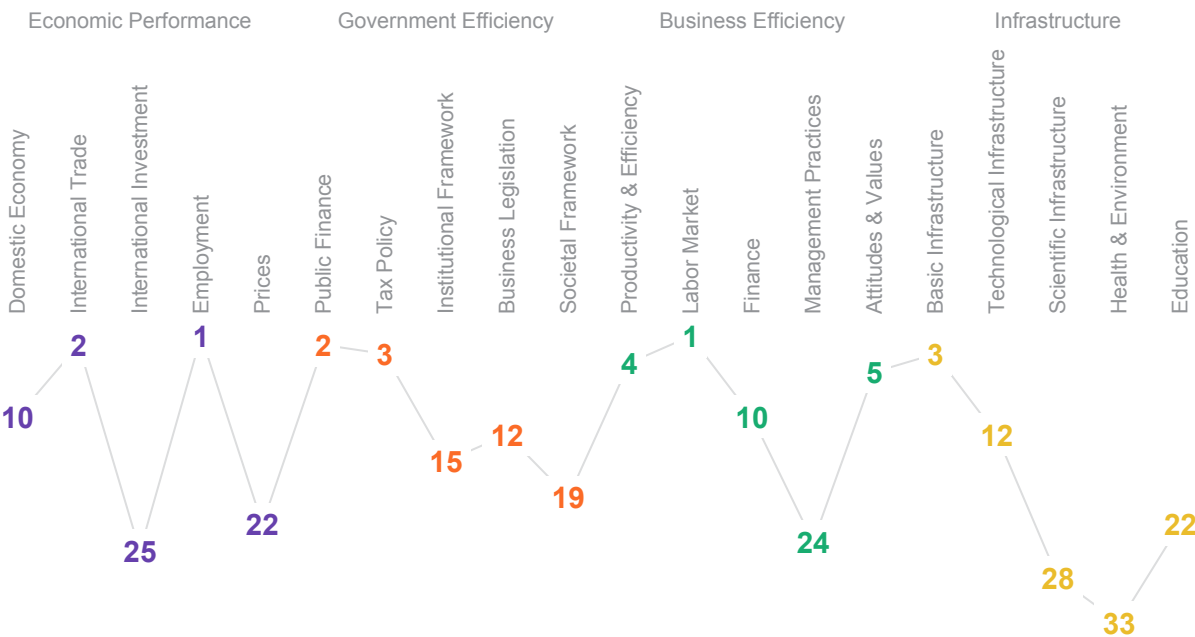 Economic Performance
Government Efficiency
Business Efficiency
Infrastructure
Domestic Economy
International Trade
International Investment
Employment
Prices
Public Finance
Tax Policy
Institutional Framework
Business Legislation
Societal Framework
Productivity & Efficiency
Labor Market
Finance
Management Practices
Attitudes & Values
Basic Infrastructure
Technological Infrastructure
Scientific Infrastructure
Health & Environment
Education
10
2
25
1
22
2
3
15
12
19
4
1
10
24
5
3
12
28
33
22